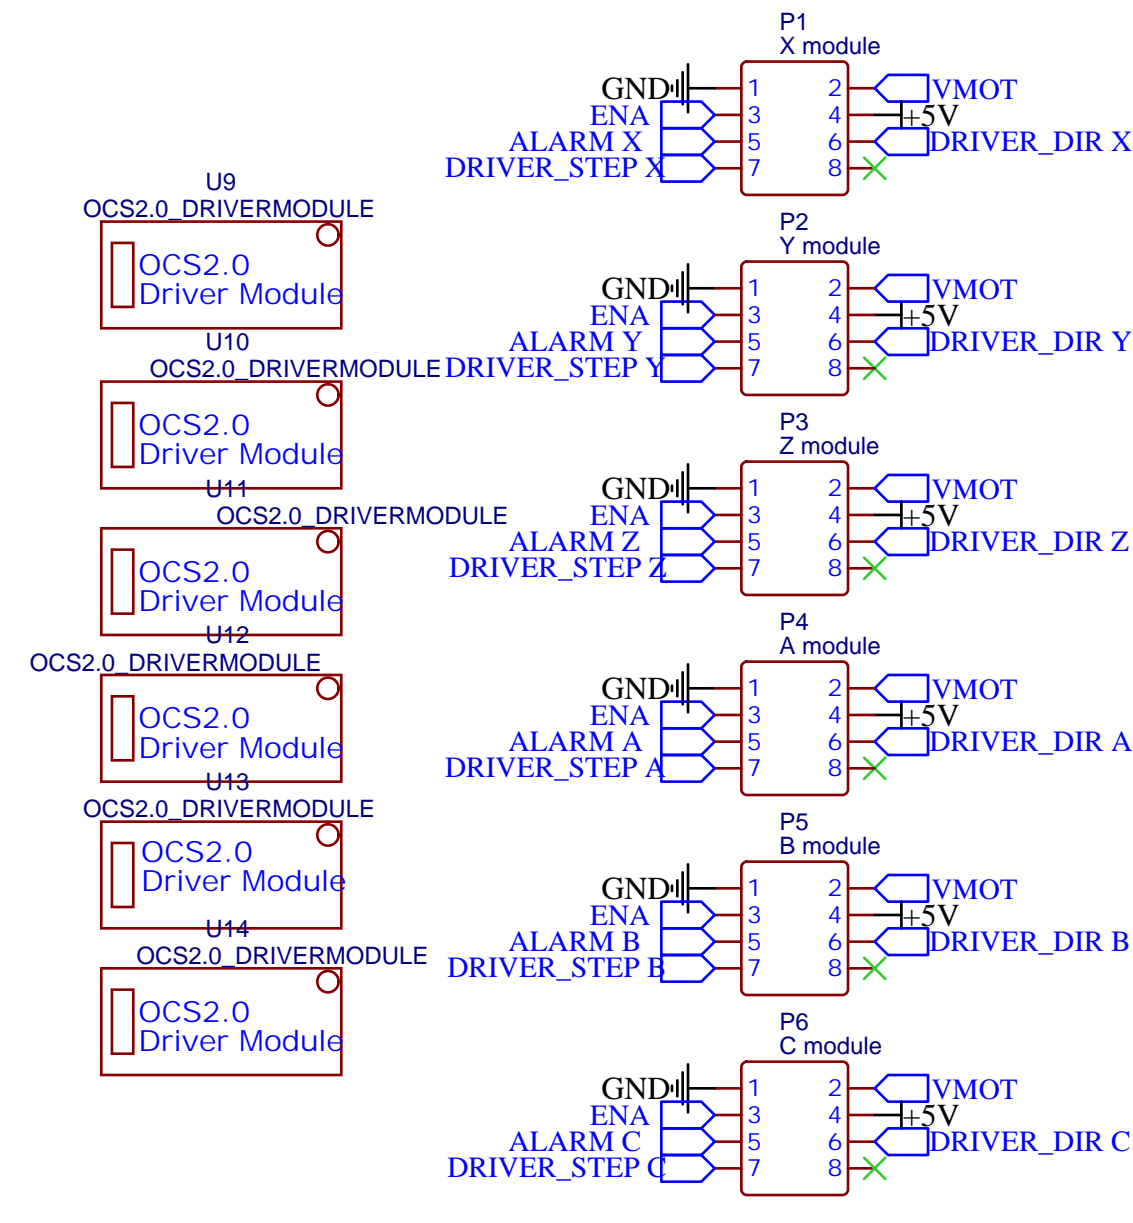 U9
OCS2.0_DRIVERMODULE
OCS2.0
Driver Module
U10
OCS2.0_DRIVERMODULE
OCS2.0
Driver Module
U11
OCS2.0_DRIVERMODULE
OCS2.0
Driver Module
U12
OCS2.0_DRIVERMODULE
OCS2.0
Driver Module
U13
OCS2.0_DRIVERMODULE
OCS2.0
Driver Module
U14
OCS2.0_DRIVERMODULE
OCS2.0
Driver Module
P1
X module
GND 1 2 VMOT
ENA 3 4 +5V
ALARM X 5 6 DRIVER_DIR X
DRIVER_STEP X 7 8
P2
Y module
GND 1 2 VMOT
ENA 3 4 +5V
ALARM Y 5 6 DRIVER_DIR Y
DRIVER_STEP Y 7 8
P3
Z module
GND 1 2 VMOT
ENA 3 4 +5V
ALARM Z 5 6 DRIVER_DIR Z
DRIVER_STEP Z 7 8
P4
A module
GND 1 2 VMOT
ENA 3 4 +5V
ALARM A 5 6 DRIVER_DIR A
DRIVER_STEP A 7 8
P5
B module
GND 1 2 VMOT
ENA 3 4 +5V
ALARM B 5 6 DRIVER_DIR B
DRIVER_STEP B 7 8
P6
C module
GND 1 2 VMOT
ENA 3 4 +5V
ALARM C 5 6 DRIVER_DIR C
DRIVER_STEP C 7 8